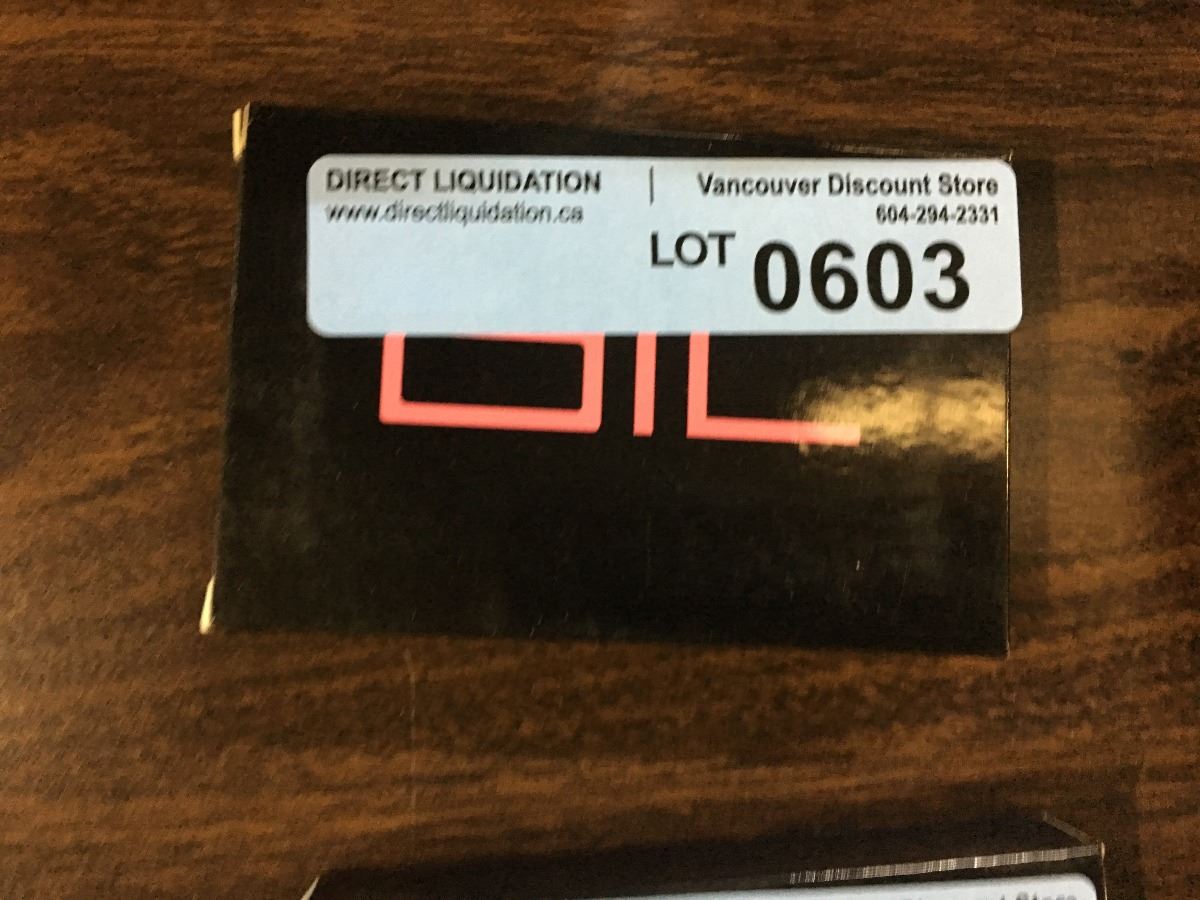 DIRECT LIQUIDATION | Vancouver Discount Store
www.directliquidation.ca 604-294-2331
LOT 0603